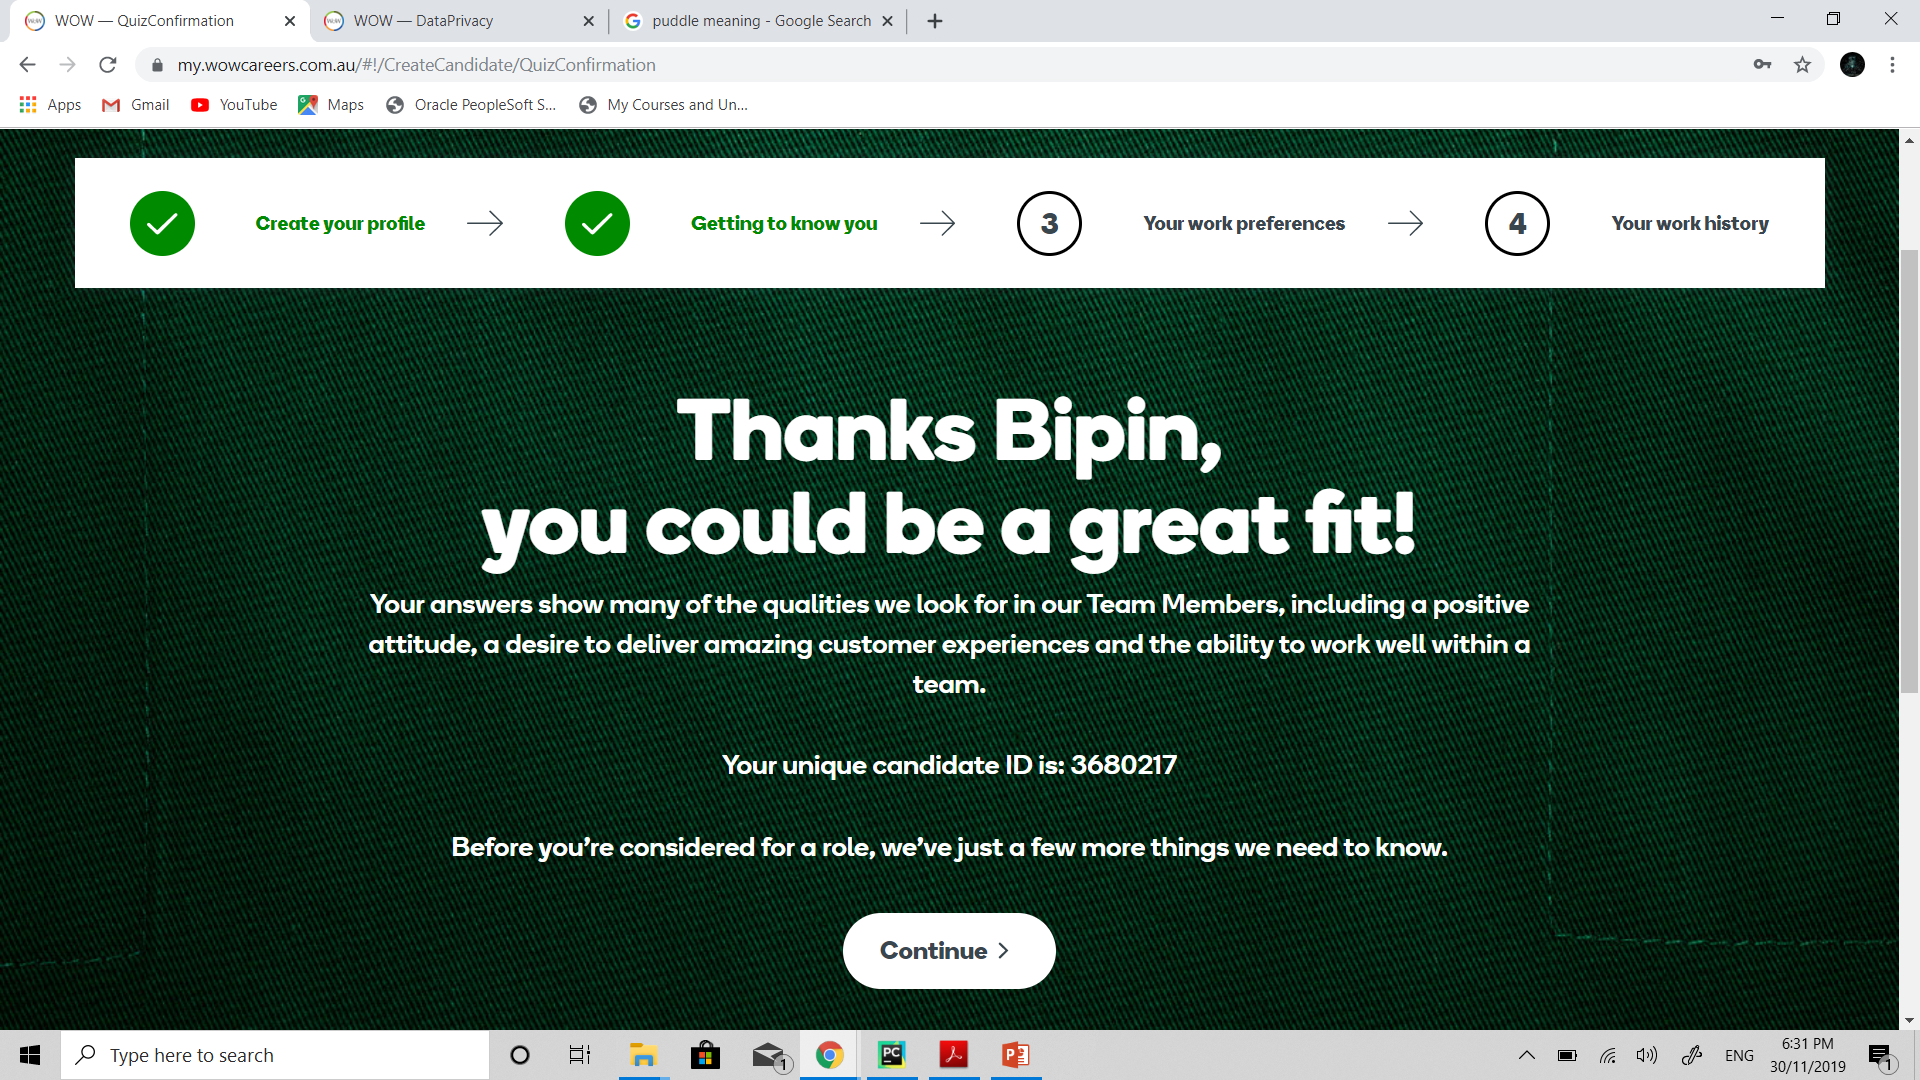 WOW — QuizConfirmation
WOW — DataPrivacy
puddle meaning - Google Search
my.wowcareers.com.au/#!/CreateCandidate/QuizConfirmation
Apps
Gmail
YouTube
Maps
Oracle PeopleSoft S...
My Courses and Un...
Create your profile
Getting to know you
3
Your work preferences
4
Your work history
Thanks Bipin,
you could be a great fit!
Your answers show many of the qualities we look for in our Team Members, including a positive
attitude, a desire to deliver amazing customer experiences and the ability to work well within a
team.
Your unique candidate ID is: 3680217
Before you’re considered for a role, we’ve just a few more things we need to know.
Continue
Type here to search
1
PC
ENG
6:31 PM
30/11/2019
1